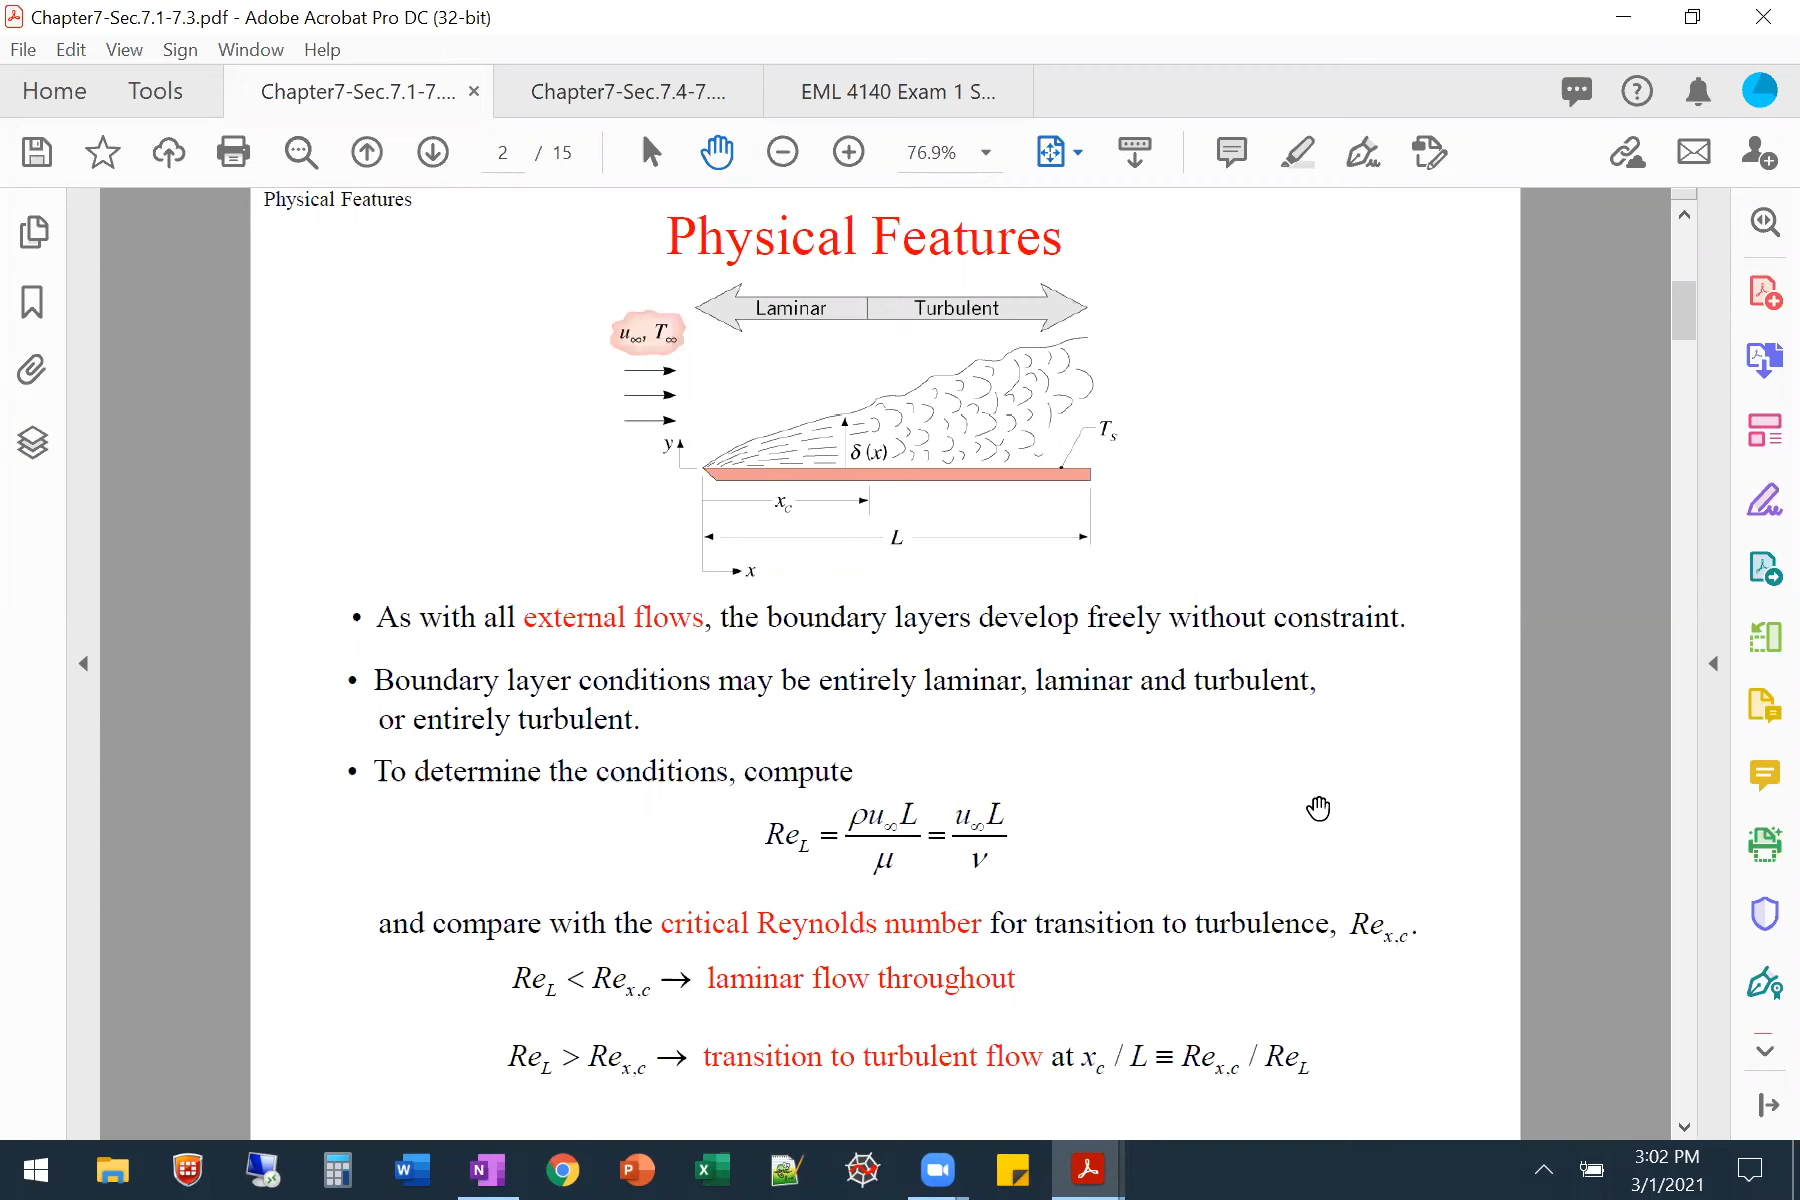 Chapter7-Sec.7.1-7.3.pdf - Adobe Acrobat Pro DC (32-bit)
File Edit View Sign Window Help
Home Tools Chapter7-Sec.7.1-7.... × Chapter7-Sec.7.4-7.... EML 4140 Exam 1 S...
2 / 15 76.9%
Physical Features
Physical Features
Laminar Turbulent
u∞, T∞
y
δ (x)
Ts
xc
L
x
• As with all external flows, the boundary layers develop freely without constraint.
• Boundary layer conditions may be entirely laminar, laminar and turbulent,
or entirely turbulent.
• To determine the conditions, compute
Re_L = ρu∞L / μ = u∞L / ν
and compare with the critical Reynolds number for transition to turbulence, Re_x,c.
Re_L < Re_x,c → laminar flow throughout
Re_L > Re_x,c → transition to turbulent flow at x_c / L ≡ Re_x,c / Re_L
3:02 PM
3/1/2021